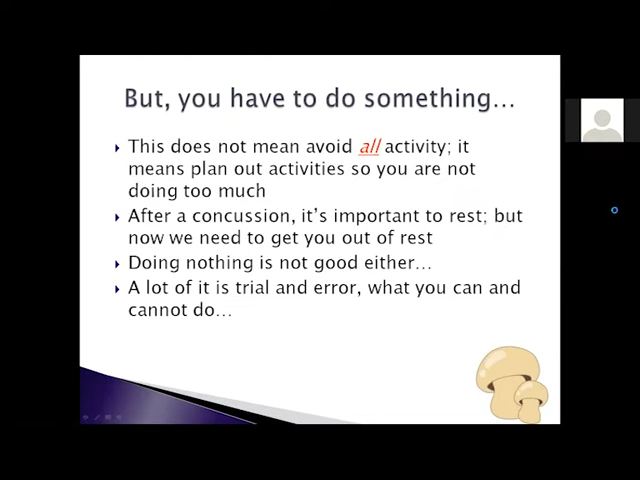 But, you have to do something...
This does not mean avoid all activity; it
means plan out activities so you are not
doing too much
After a concussion, it's important to rest; but
now we need to get you out of rest
Doing nothing is not good either...
A lot of it is trial and error, what you can and
cannot do...